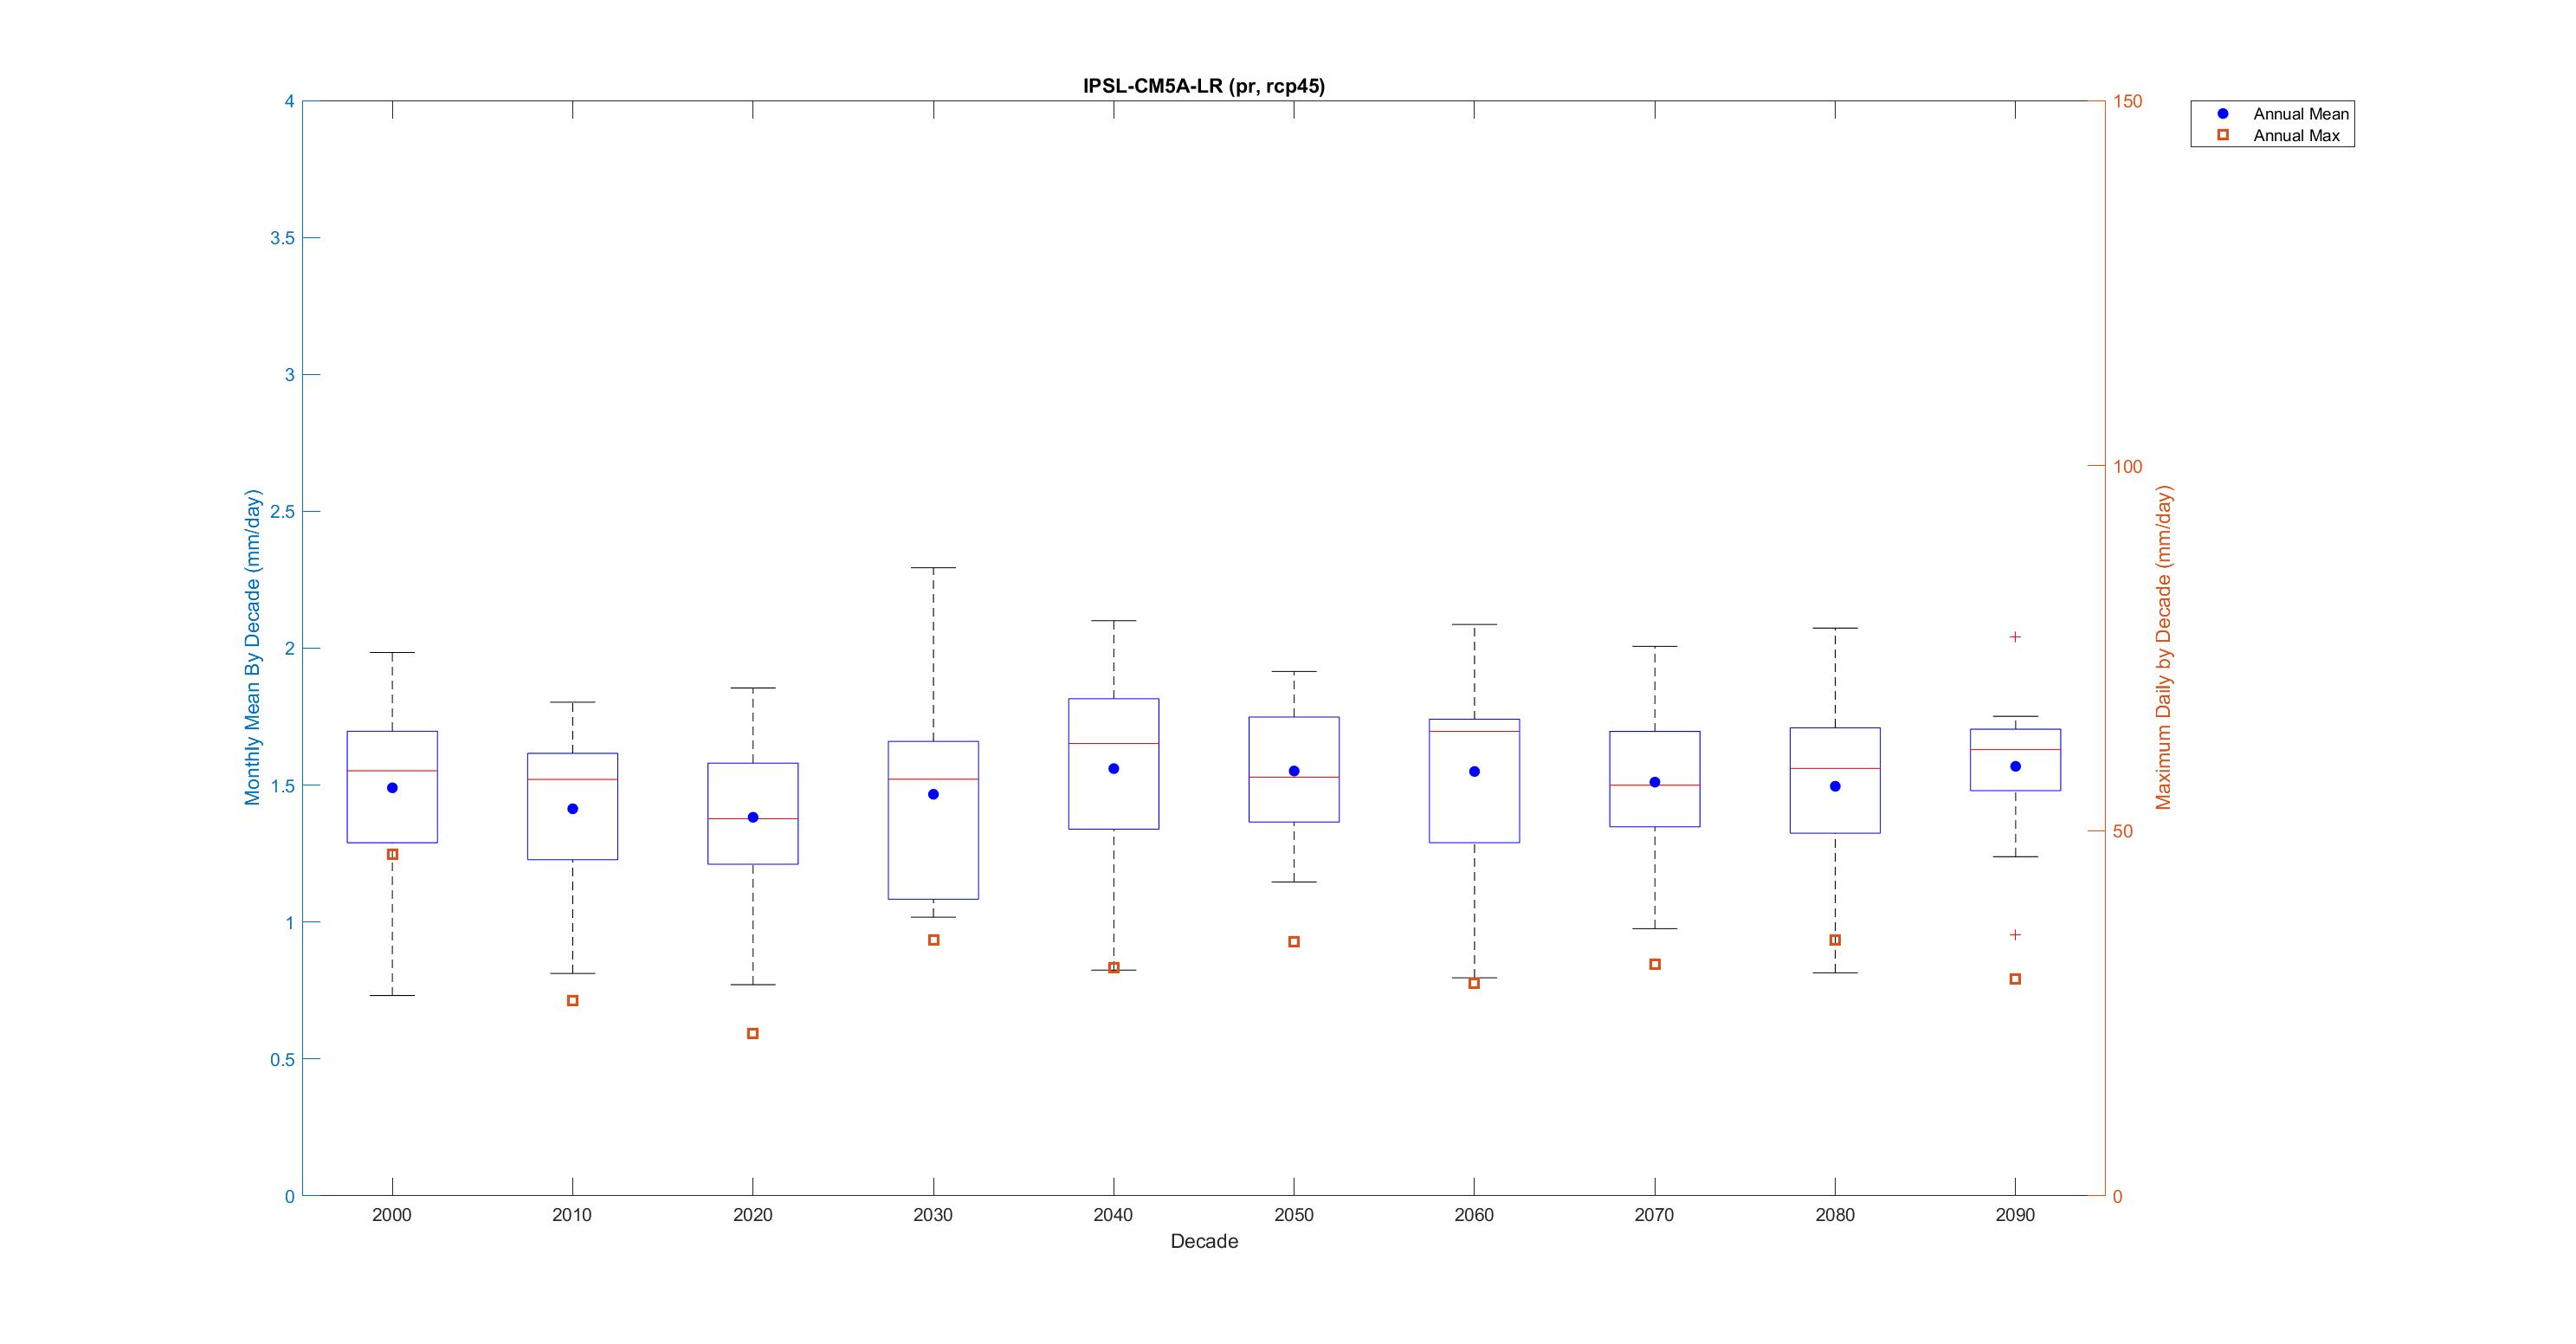 IPSL-CM5A-LR (pr, rcp45)
4
3.5
3
2.5
2
1.5
1
0.5
0
Monthly Mean By Decade (mm/day)
150
100
50
0
Maximum Daily by Decade (mm/day)
Annual Mean
Annual Max
2000 2010 2020 2030 2040 2050 2060 2070 2080 2090
Decade